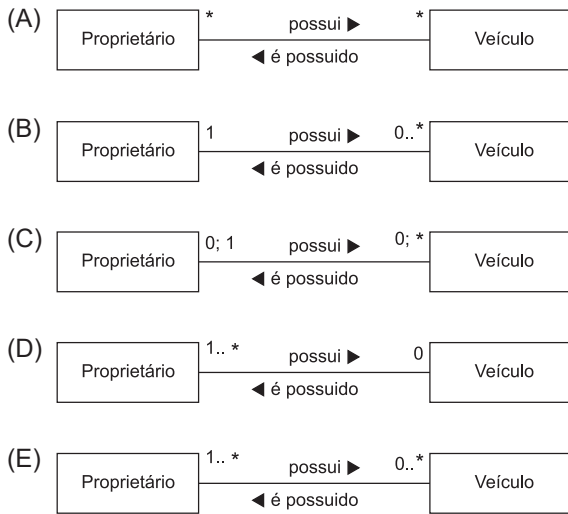 (A) Proprietário * possui ▶ * Veículo
◀ é possuido
(B) Proprietário 1 possui ▶ 0..* Veículo
◀ é possuido
(C) Proprietário 0; 1 possui ▶ 0; * Veículo
◀ é possuido
(D) Proprietário 1.. * possui ▶ 0 Veículo
◀ é possuido
(E) Proprietário 1.. * possui ▶ 0..* Veículo
◀ é possuido